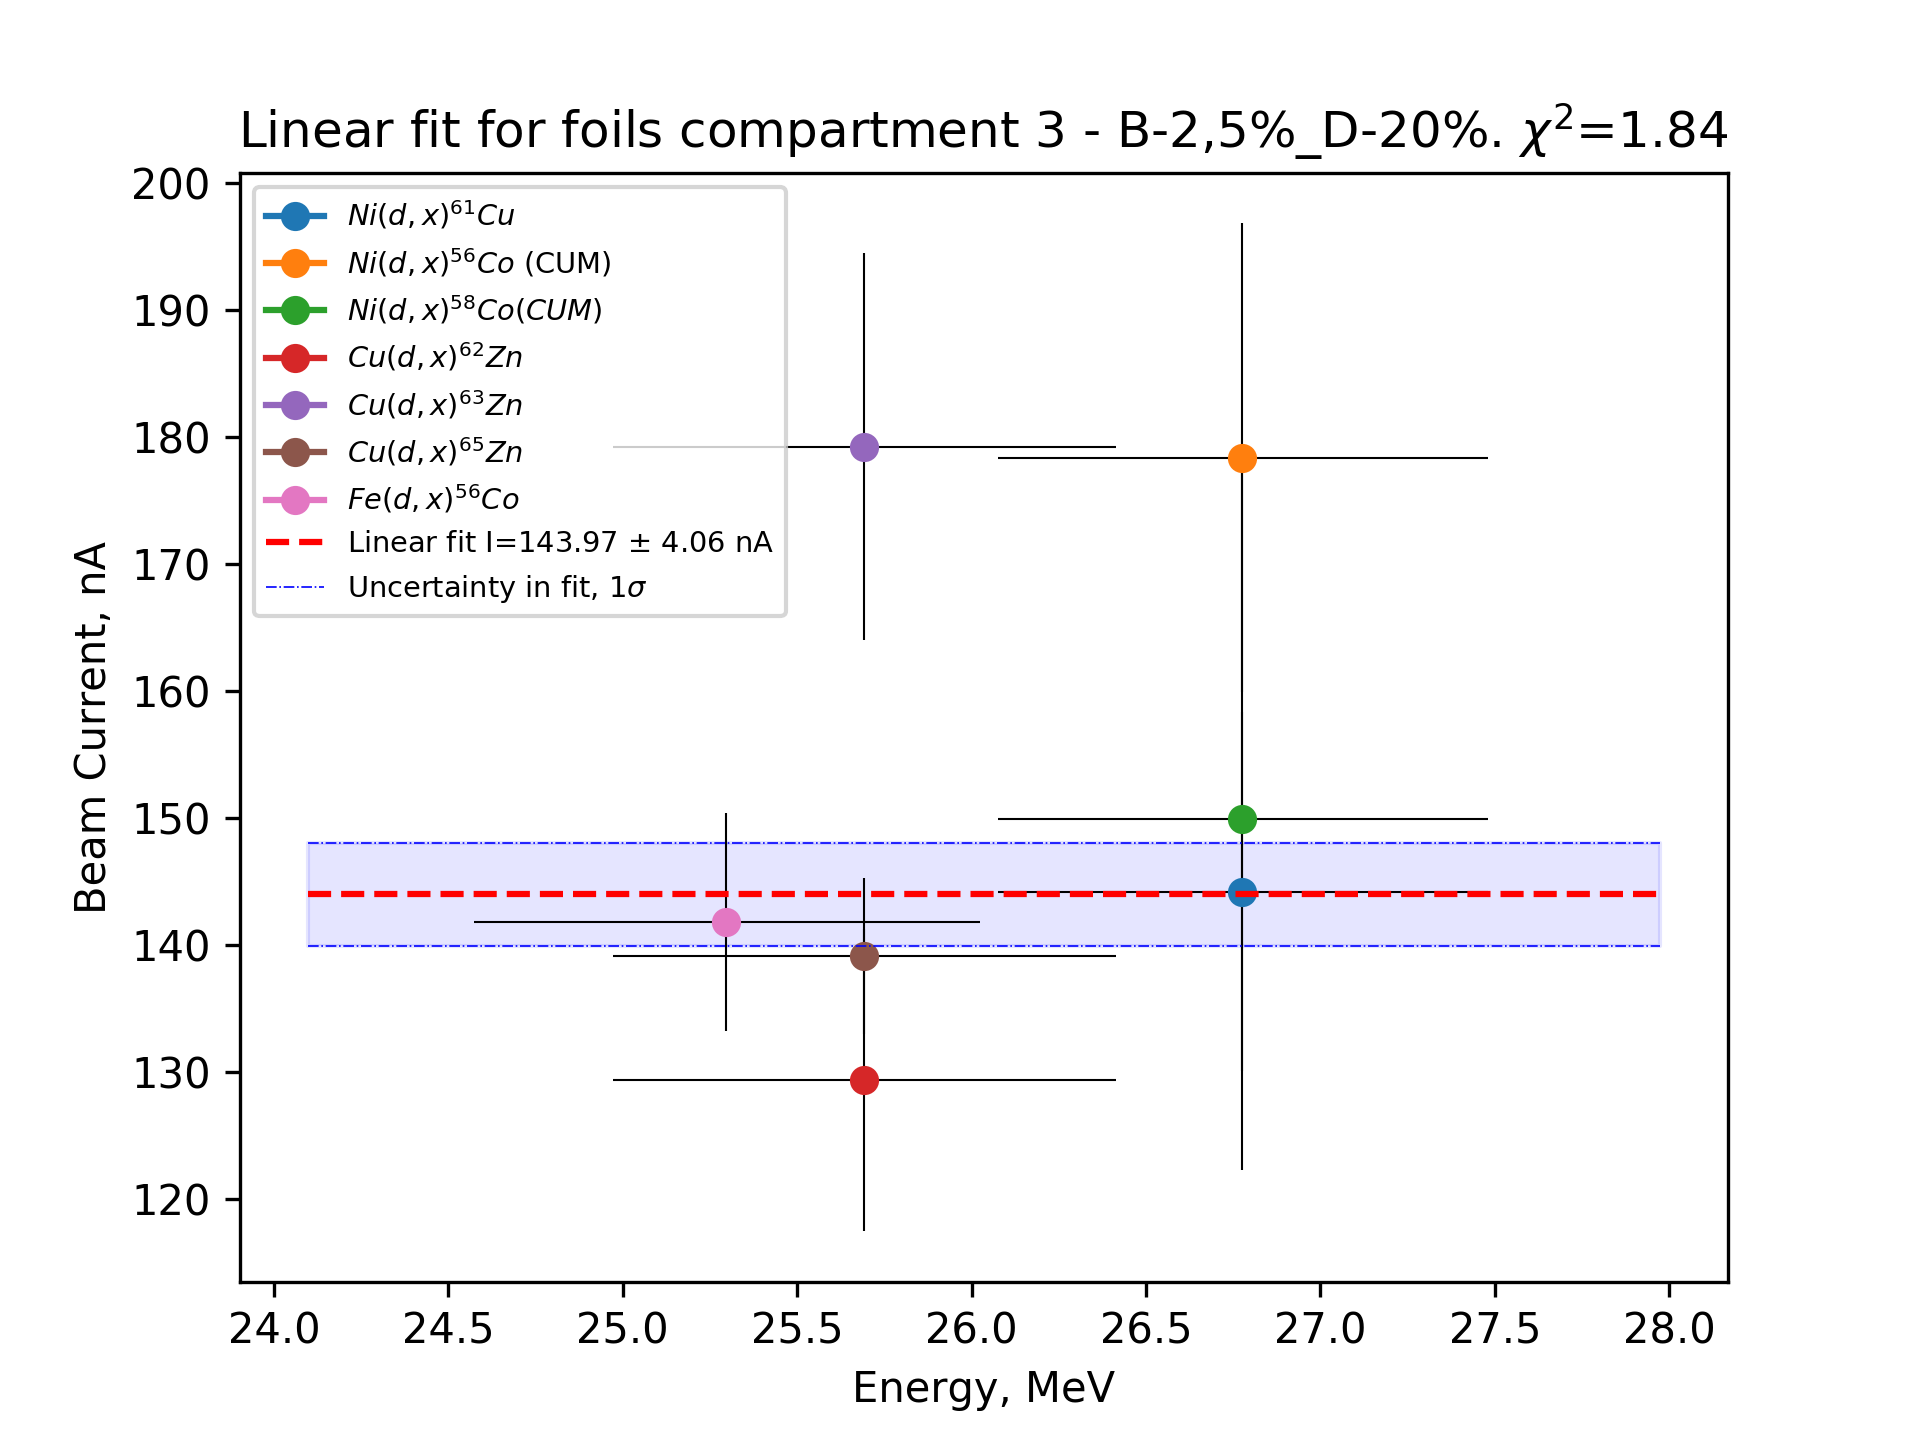 Linear fit for foils compartment 3 - B-2,5%_D-20%. χ²=1.84
Ni(d, x)⁶¹Cu
Ni(d, x)⁵⁶Co (CUM)
Ni(d, x)⁵⁸Co(CUM)
Cu(d, x)⁶²Zn
Cu(d, x)⁶³Zn
Cu(d, x)⁶⁵Zn
Fe(d, x)⁵⁶Co
Linear fit I=143.97 ± 4.06 nA
Uncertainty in fit, 1σ
Beam Current, nA
200
190
180
170
160
150
140
130
120
24.0 24.5 25.0 25.5 26.0 26.5 27.0 27.5 28.0
Energy, MeV